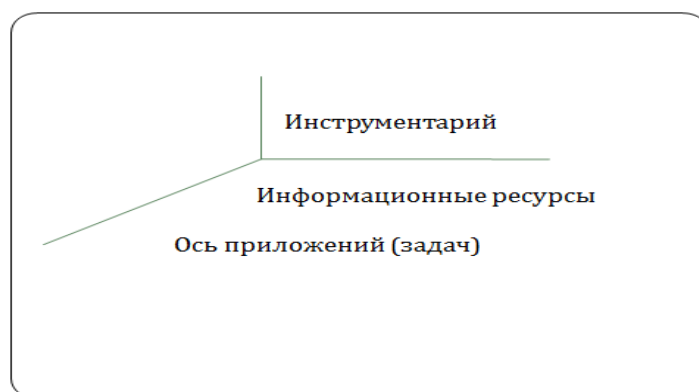 Инструментарий
Информационные ресурсы
Ось приложений (задач)